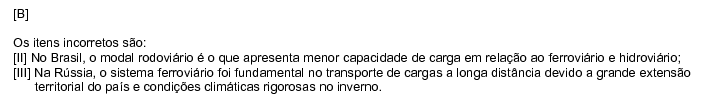 [B]
Os itens incorretos são:
[II] No Brasil, o modal rodoviário é o que apresenta menor capacidade de carga em relação ao ferroviário e hidroviário;
[III] Na Rússia, o sistema ferroviário foi fundamental no transporte de cargas a longa distância devido a grande extensão
territorial do país e condições climáticas rigorosas no inverno.